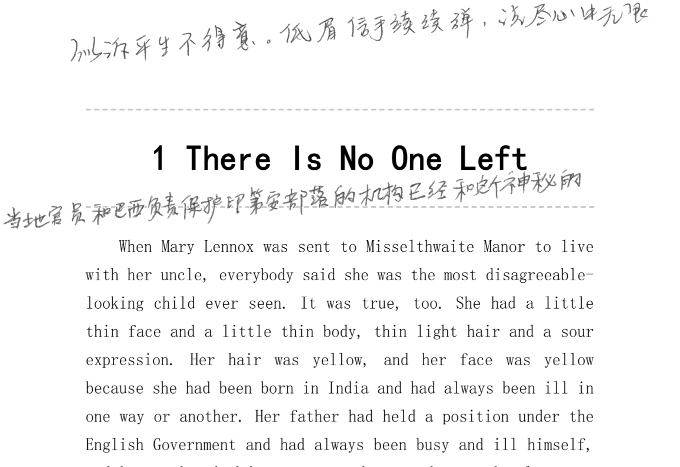 似诉平生不得意。低眉信手续续弹,说尽心中无限
1 There Is No One Left
当地官员和巴西负责保护印第安部落的机构已经和这个神秘的
When Mary Lennox was sent to Misselthwaite Manor to live
with her uncle, everybody said she was the most disagreeable-
looking child ever seen. It was true, too. She had a little
thin face and a little thin body, thin light hair and a sour
expression. Her hair was yellow, and her face was yellow
because she had been born in India and had always been ill in
one way or another. Her father had held a position under the
English Government and had always been busy and ill himself,